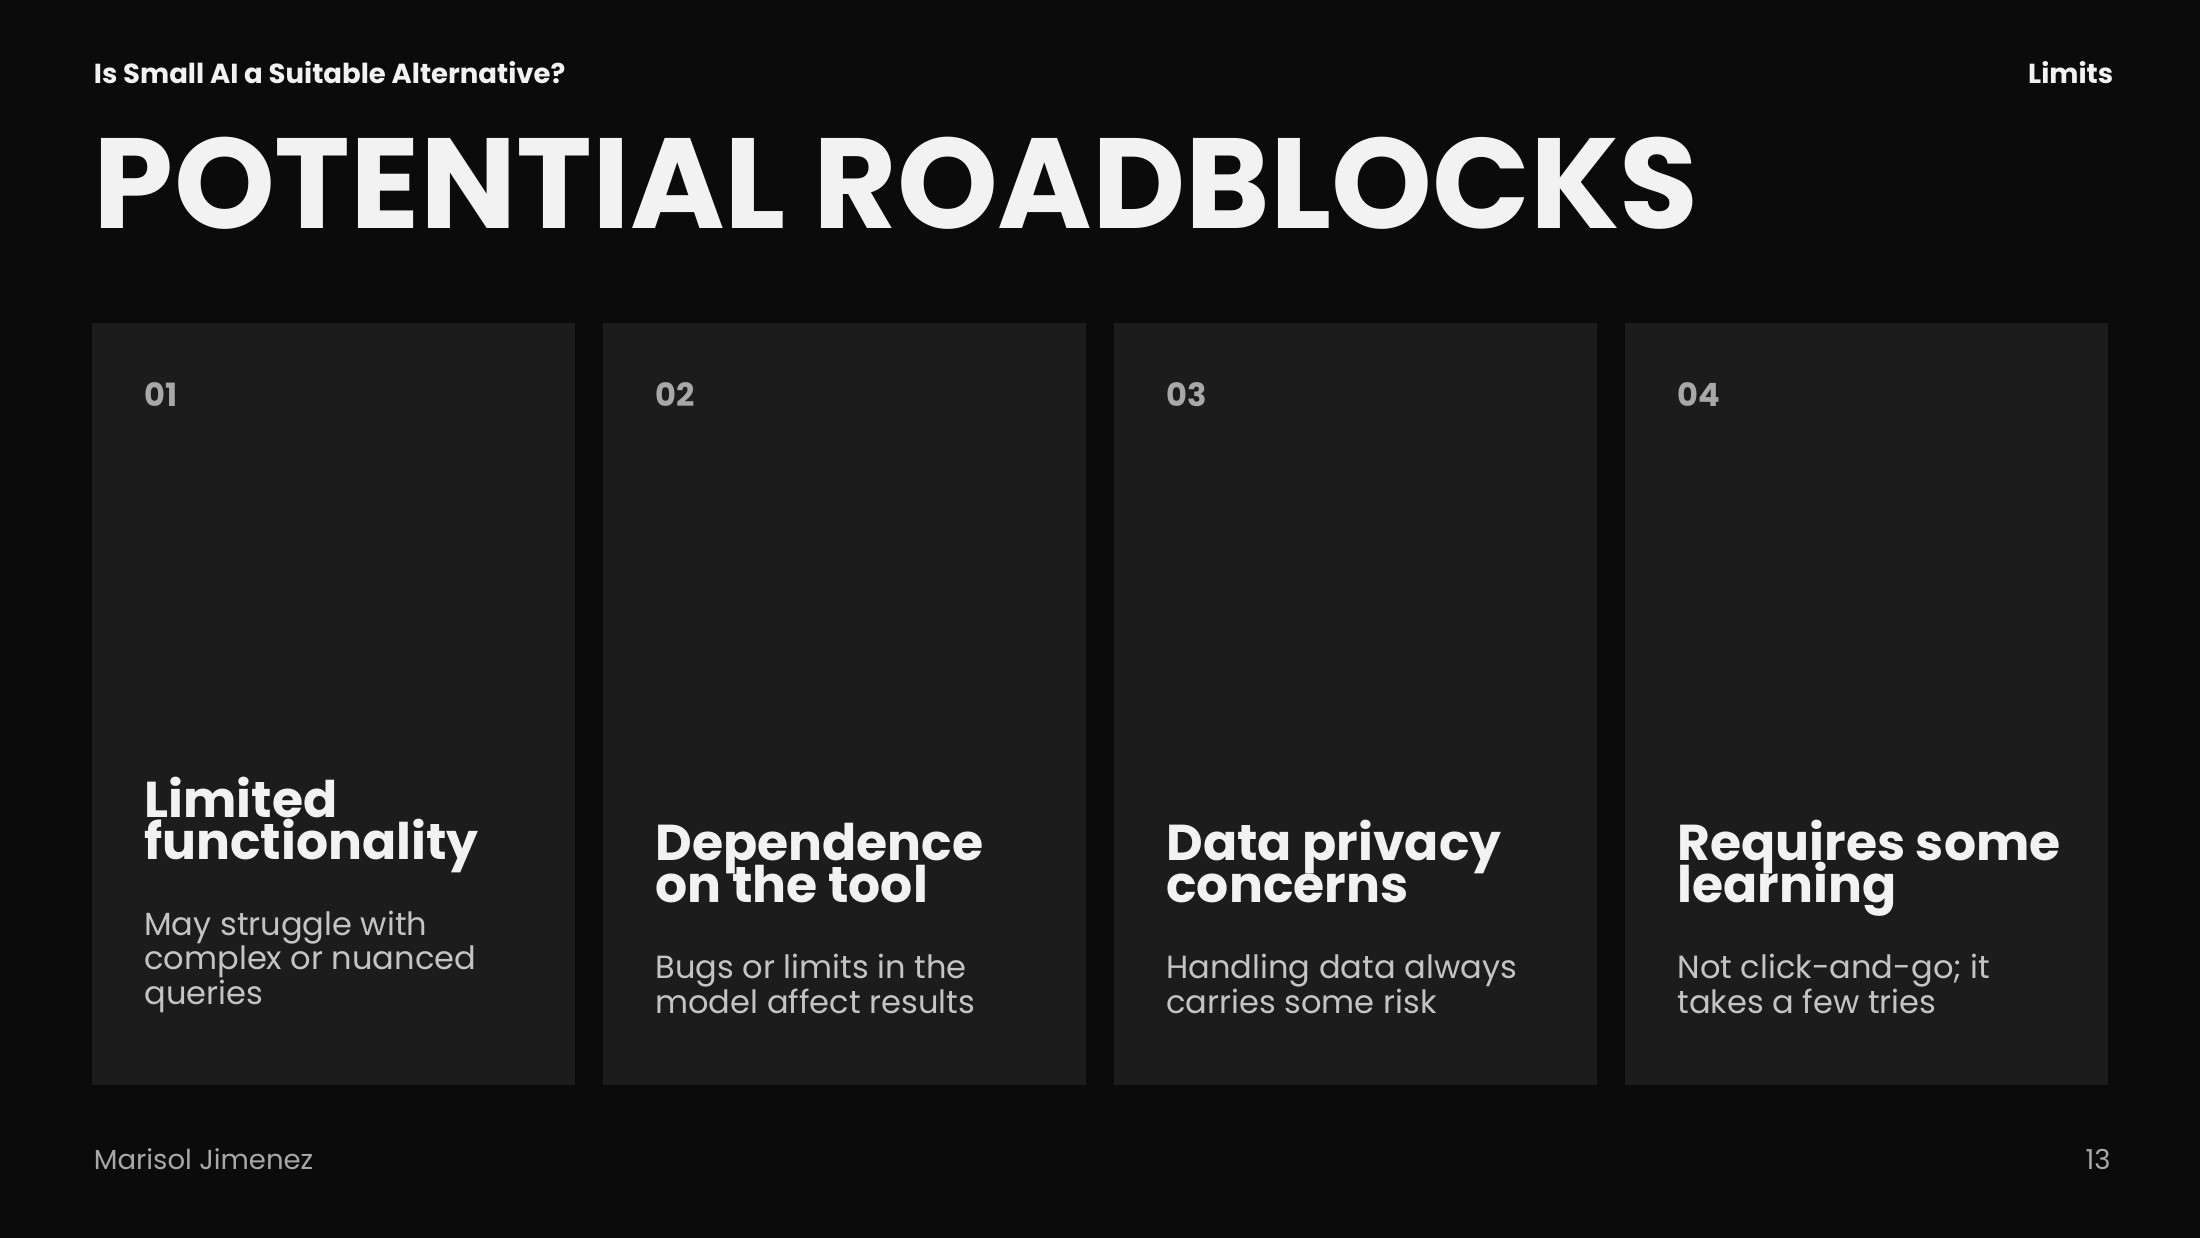 Is Small AI a Suitable Alternative?
Limits
POTENTIAL ROADBLOCKS
01
Limited
functionality
May struggle with
complex or nuanced
queries
02
Dependence
on the tool
Bugs or limits in the
model affect results
03
Data privacy
concerns
Handling data always
carries some risk
04
Requires some
learning
Not click-and-go; it
takes a few tries
Marisol Jimenez
13